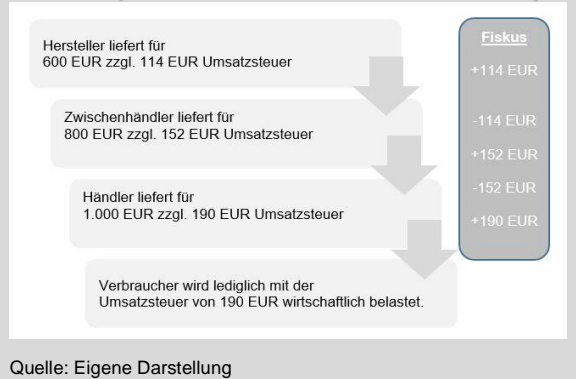 Hersteller liefert für
600 EUR zzgl. 114 EUR Umsatzsteuer
Zwischenhändler liefert für
800 EUR zzgl. 152 EUR Umsatzsteuer
Händler liefert für
1.000 EUR zzgl. 190 EUR Umsatzsteuer
Verbraucher wird lediglich mit der
Umsatzsteuer von 190 EUR wirtschaftlich belastet.
Fiskus
+114 EUR
-114 EUR
+152 EUR
-152 EUR
+190 EUR
Quelle: Eigene Darstellung